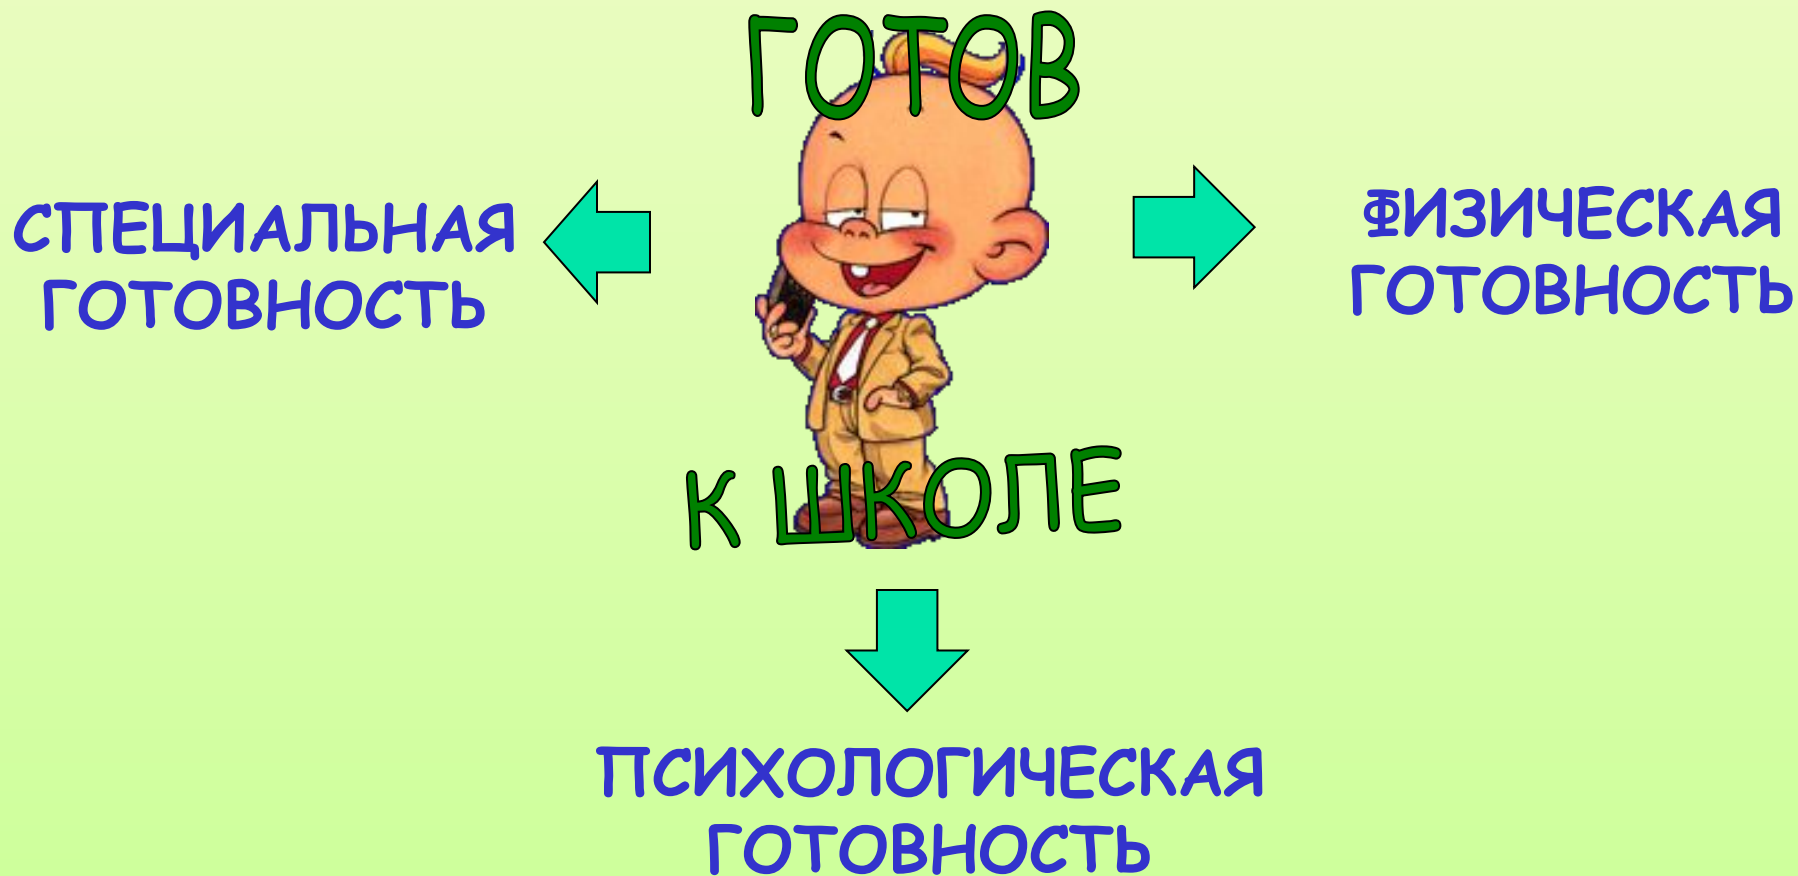 ГОТОВ
К ШКОЛЕ
СПЕЦИАЛЬНАЯ
ГОТОВНОСТЬ
ФИЗИЧЕСКАЯ
ГОТОВНОСТЬ
ПСИХОЛОГИЧЕСКАЯ
ГОТОВНОСТЬ